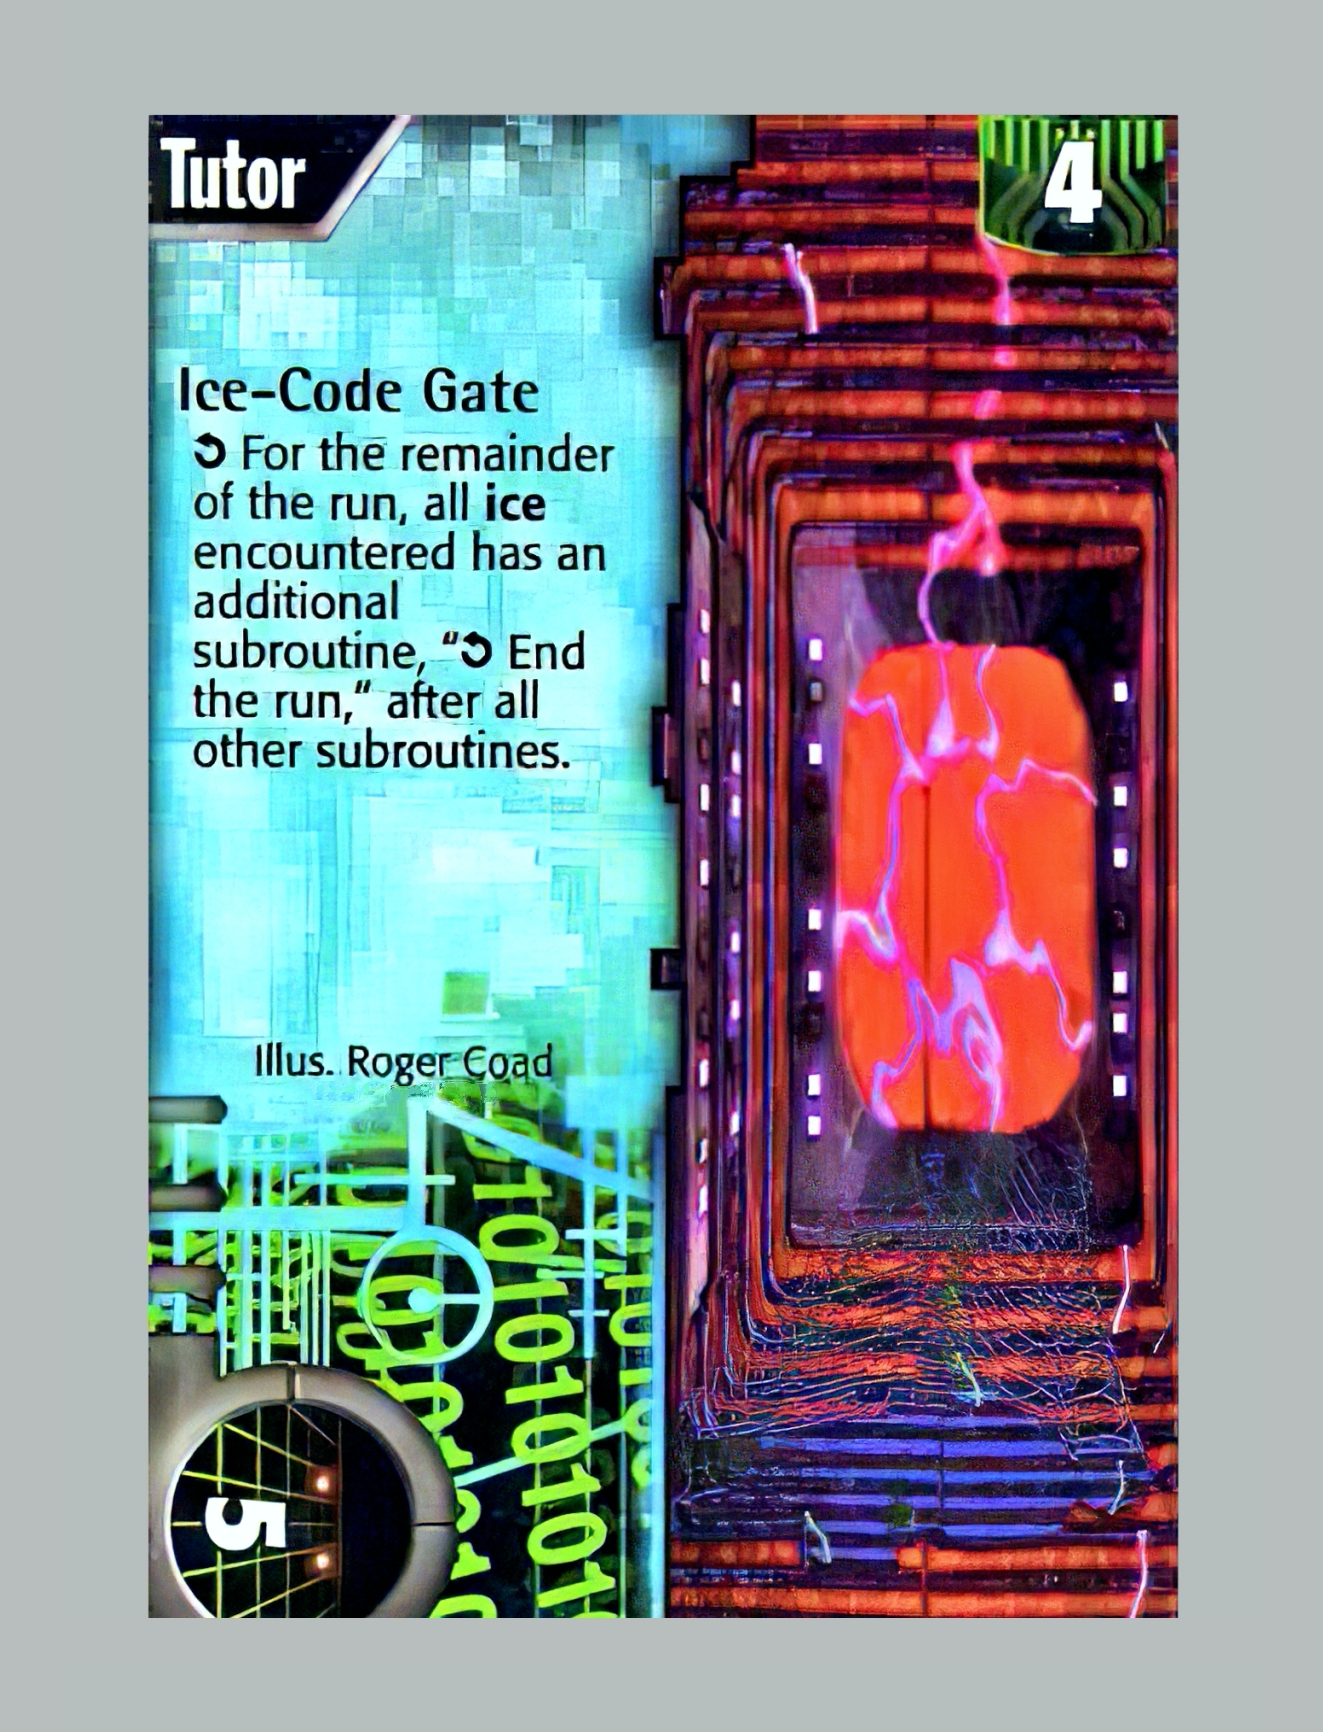 Tutor
4
Ice-Code Gate
For the remainder
of the run, all ice
encountered has an
additional
subroutine, “ End
the run,” after all
other subroutines.
Illus. Roger Coad
1010101010
5